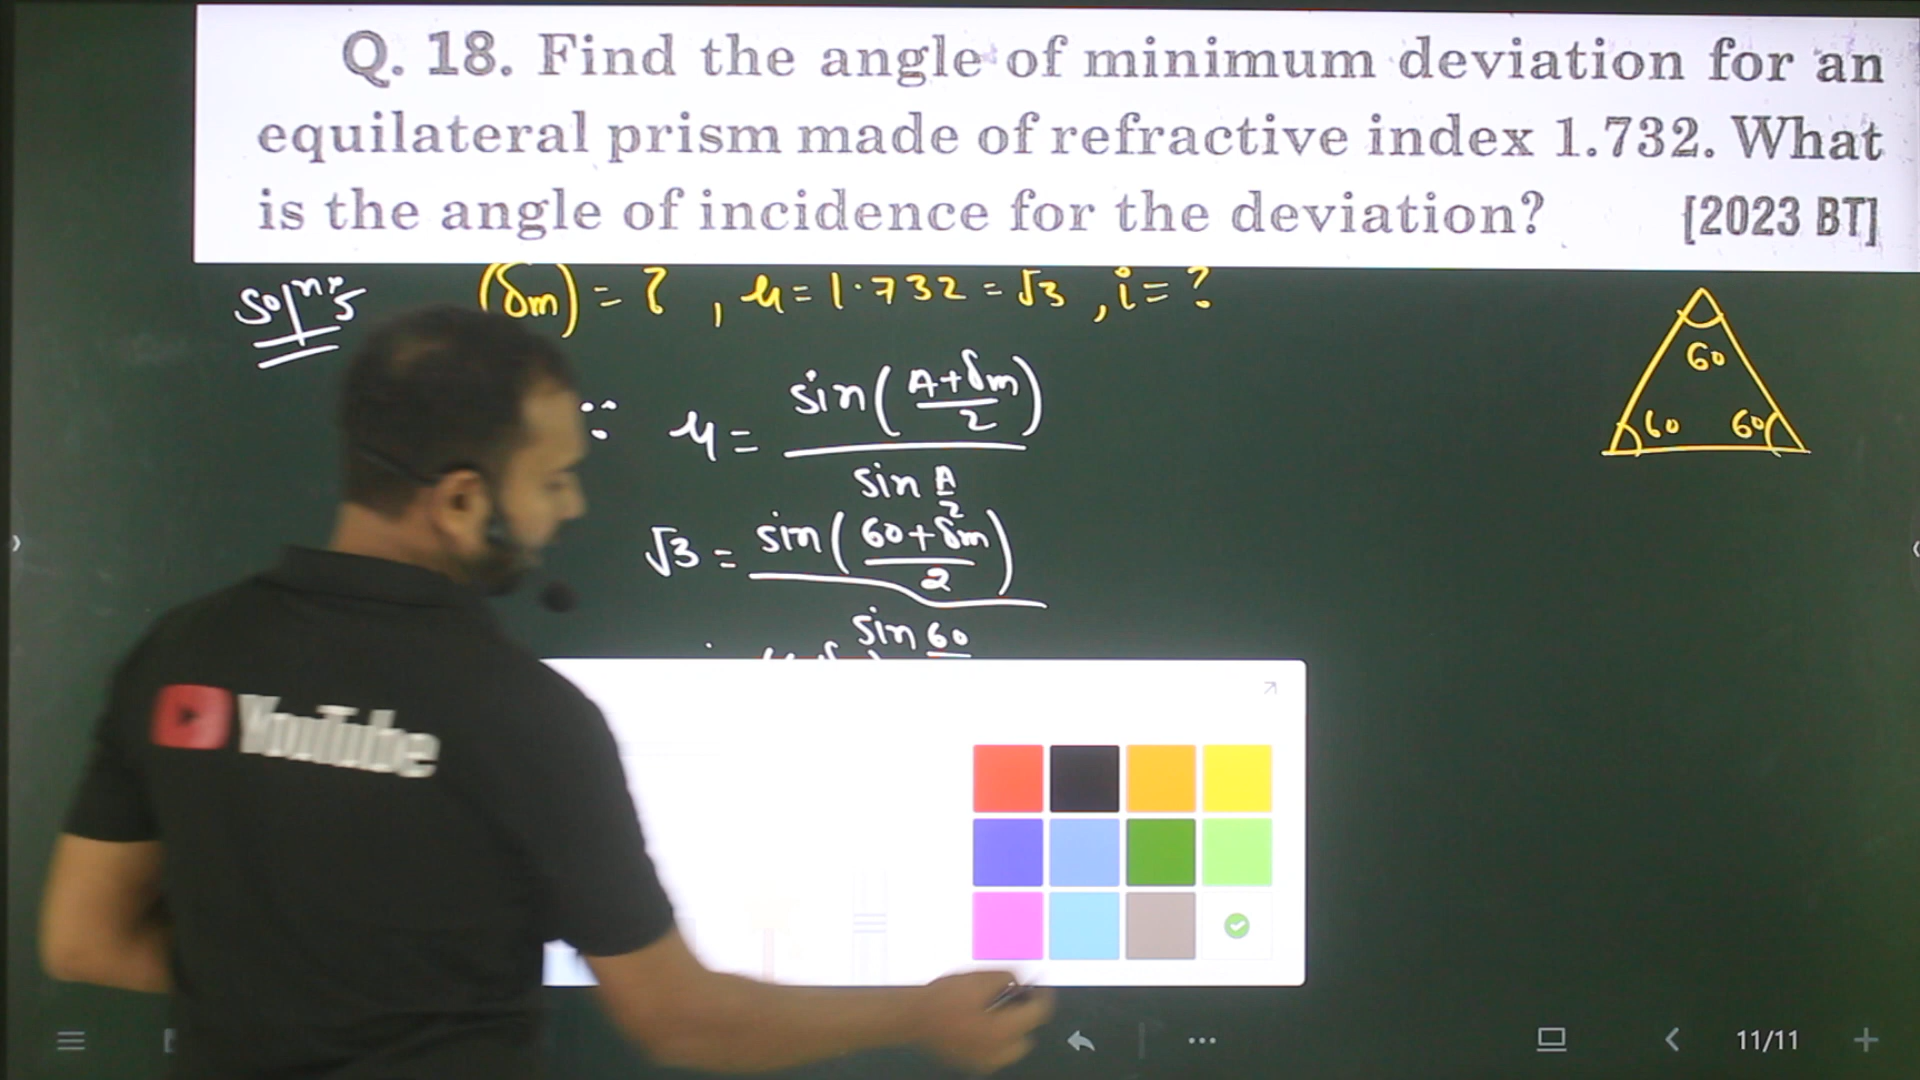 Q. 18. Find the angle of minimum deviation for an
equilateral prism made of refractive index 1.732. What
is the angle of incidence for the deviation? [2023 BT]
Solⁿ:
(δm) = ? , μ = 1.732 = √3 , i = ?
60
60 60
∵ μ = sin((A+δm)/2) / sin A/2
√3 = sin((60+δm)/2)
sin 60
YouTube
11/11